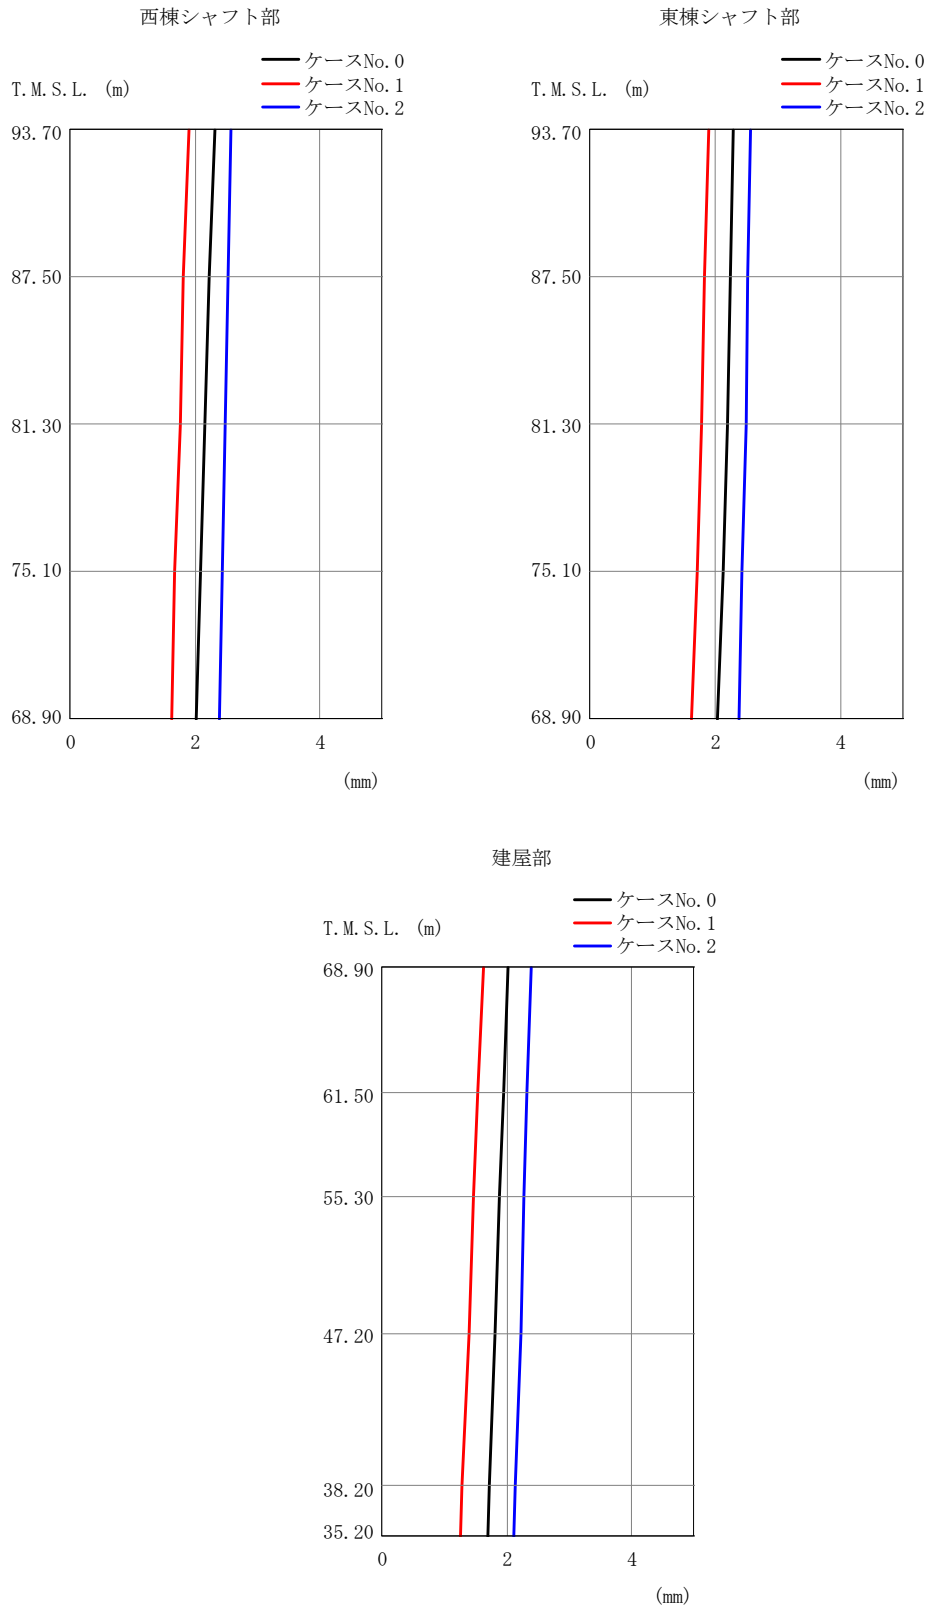 西棟シャフト部
ケースNo.0
T.M.S.L. (m)
ケースNo.1
ケースNo.2
93.70
87.50
81.30
75.10
68.90
0 2 4
(mm)
東棟シャフト部
ケースNo.0
T.M.S.L. (m)
ケースNo.1
ケースNo.2
93.70
87.50
81.30
75.10
68.90
0 2 4
(mm)
建屋部
ケースNo.0
T.M.S.L. (m)
ケースNo.1
ケースNo.2
68.90
61.50
55.30
47.20
38.20
35.20
0 2 4
(mm)